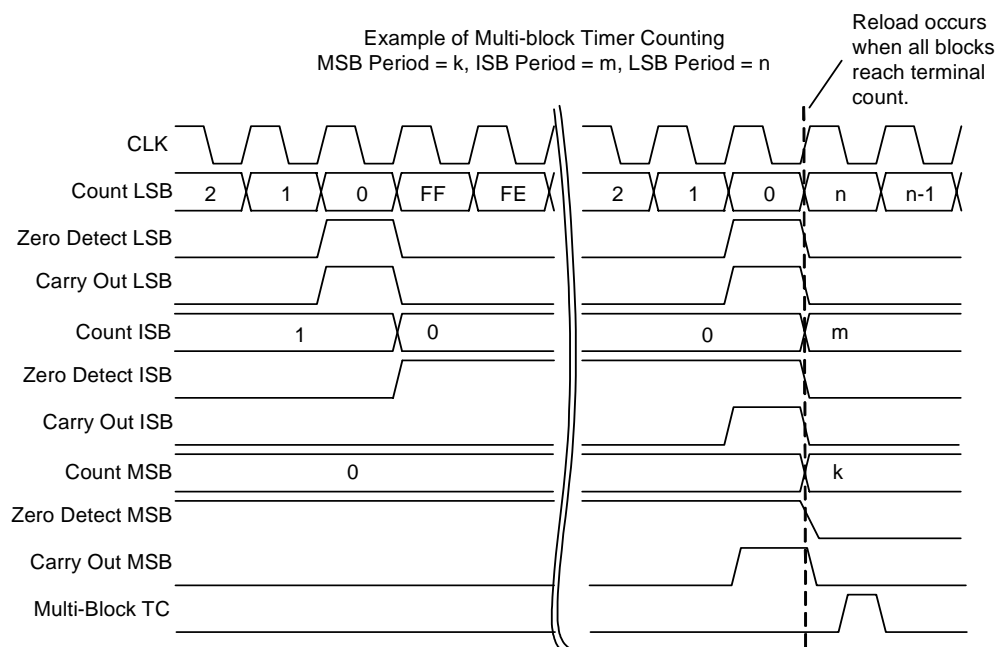 Example of Multi-block Timer Counting
MSB Period = k, ISB Period = m, LSB Period = n
Reload occurs
when all blocks
reach terminal
count.
CLK
Count LSB 2 1 0 FF FE 2 1 0 n n-1
Zero Detect LSB
Carry Out LSB
Count ISB 1 0 0 m
Zero Detect ISB
Carry Out ISB
Count MSB 0 k
Zero Detect MSB
Carry Out MSB
Multi-Block TC